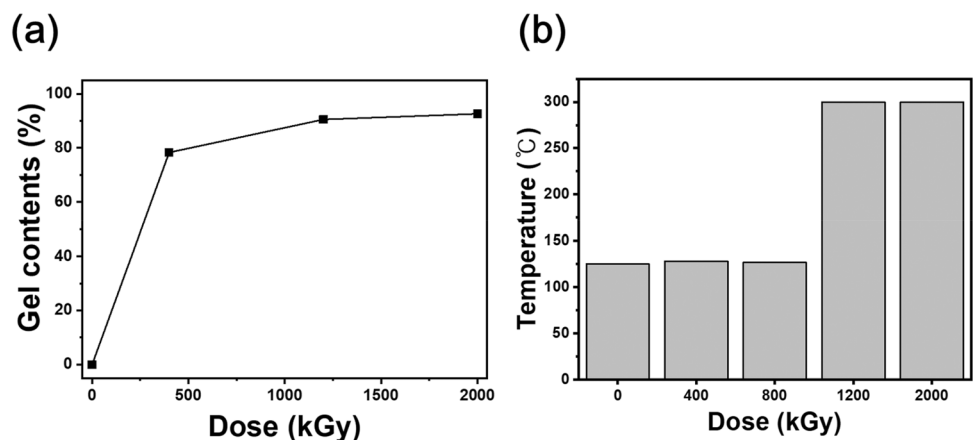 (a)
(b)
Gel contents (%)
100
80
60
40
20
0
0 500 1000 1500 2000
Dose (kGy)
Temperature (℃)
300
250
200
150
100
50
0
0 400 800 1200 2000
Dose (kGy)